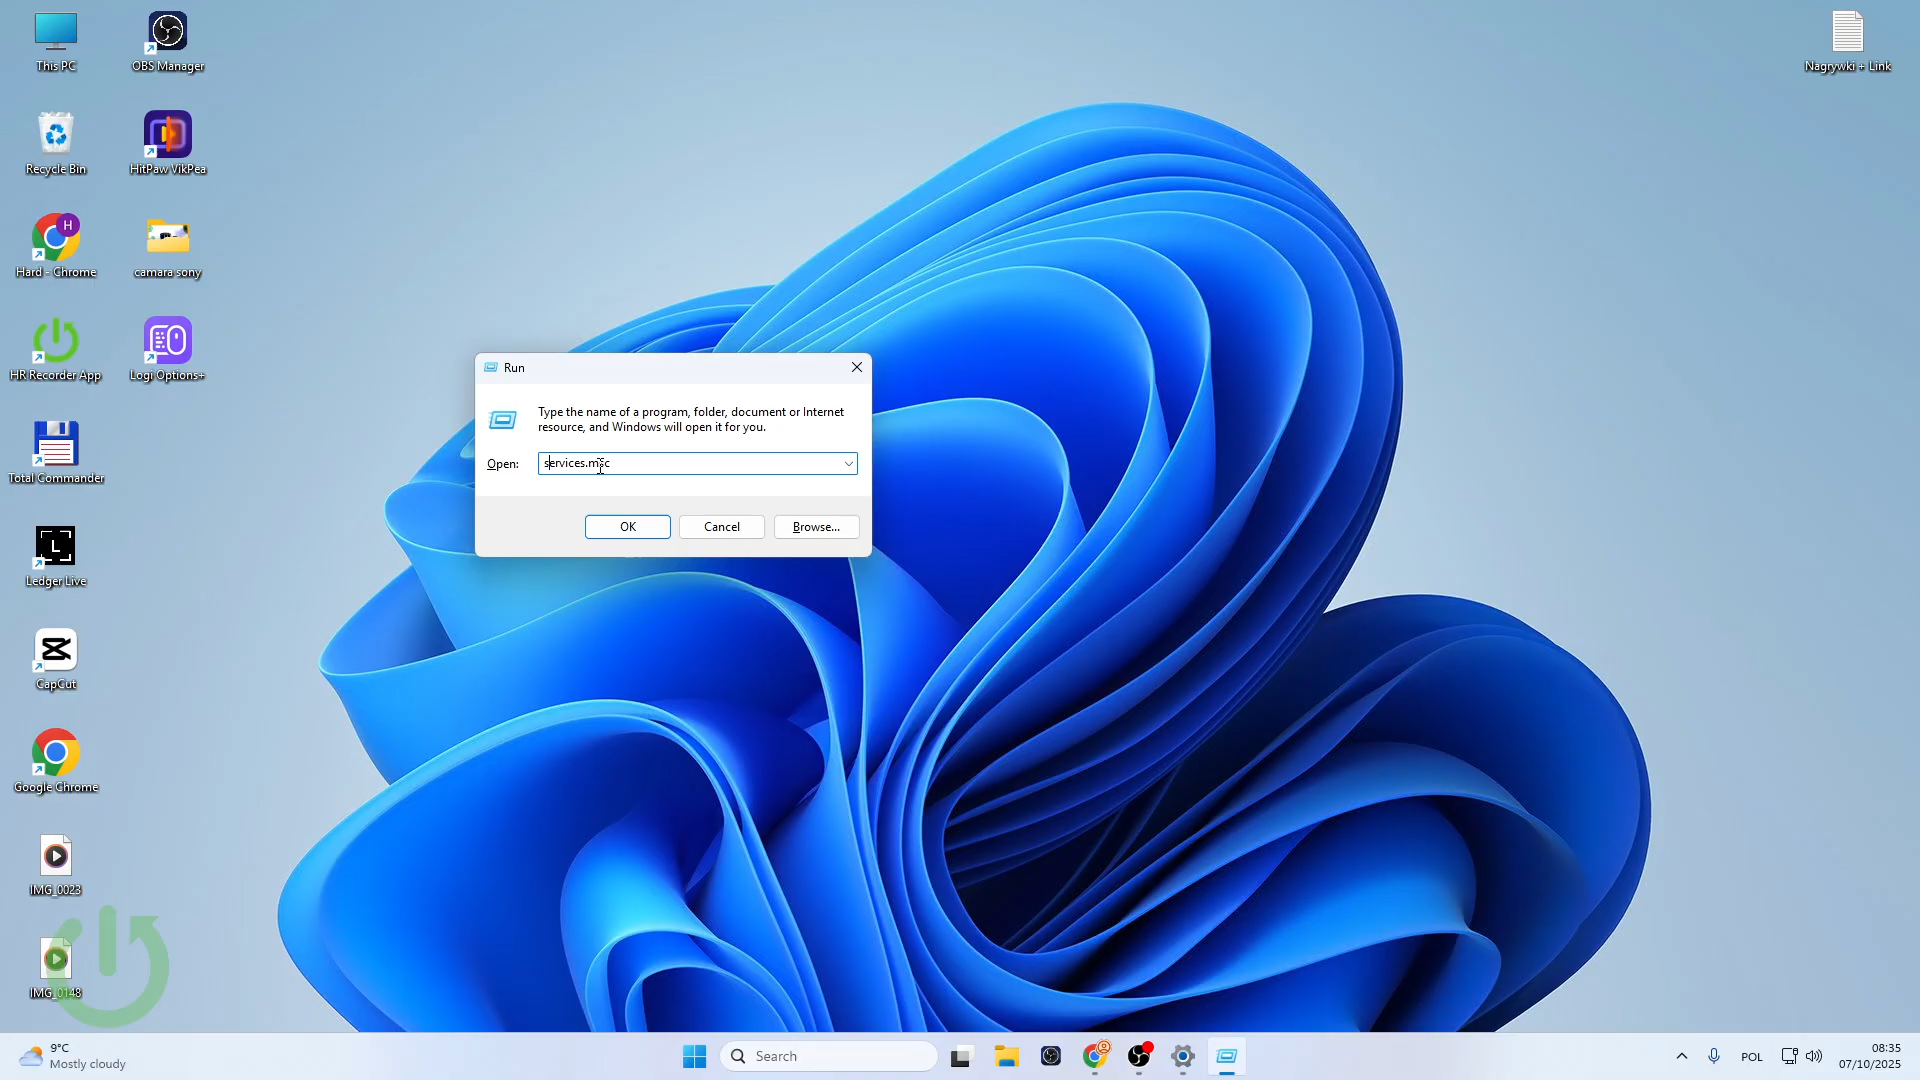 This PC
OBS Manager
Nagrywki + Link
Recycle Bin
HitPaw VikPea
H
Hard - Chrome
camara sony
HR Recorder App
Logi Options+
Total Commander
L
Ledger Live
CapCut
Google Chrome
IMG_0023
IMG_0148
Run
Type the name of a program, folder, document or Internet
resource, and Windows will open it for you.
Open:
services.msc
OK
Cancel
Browse...
9°C
Mostly cloudy
Search
POL
08:35
07/10/2025